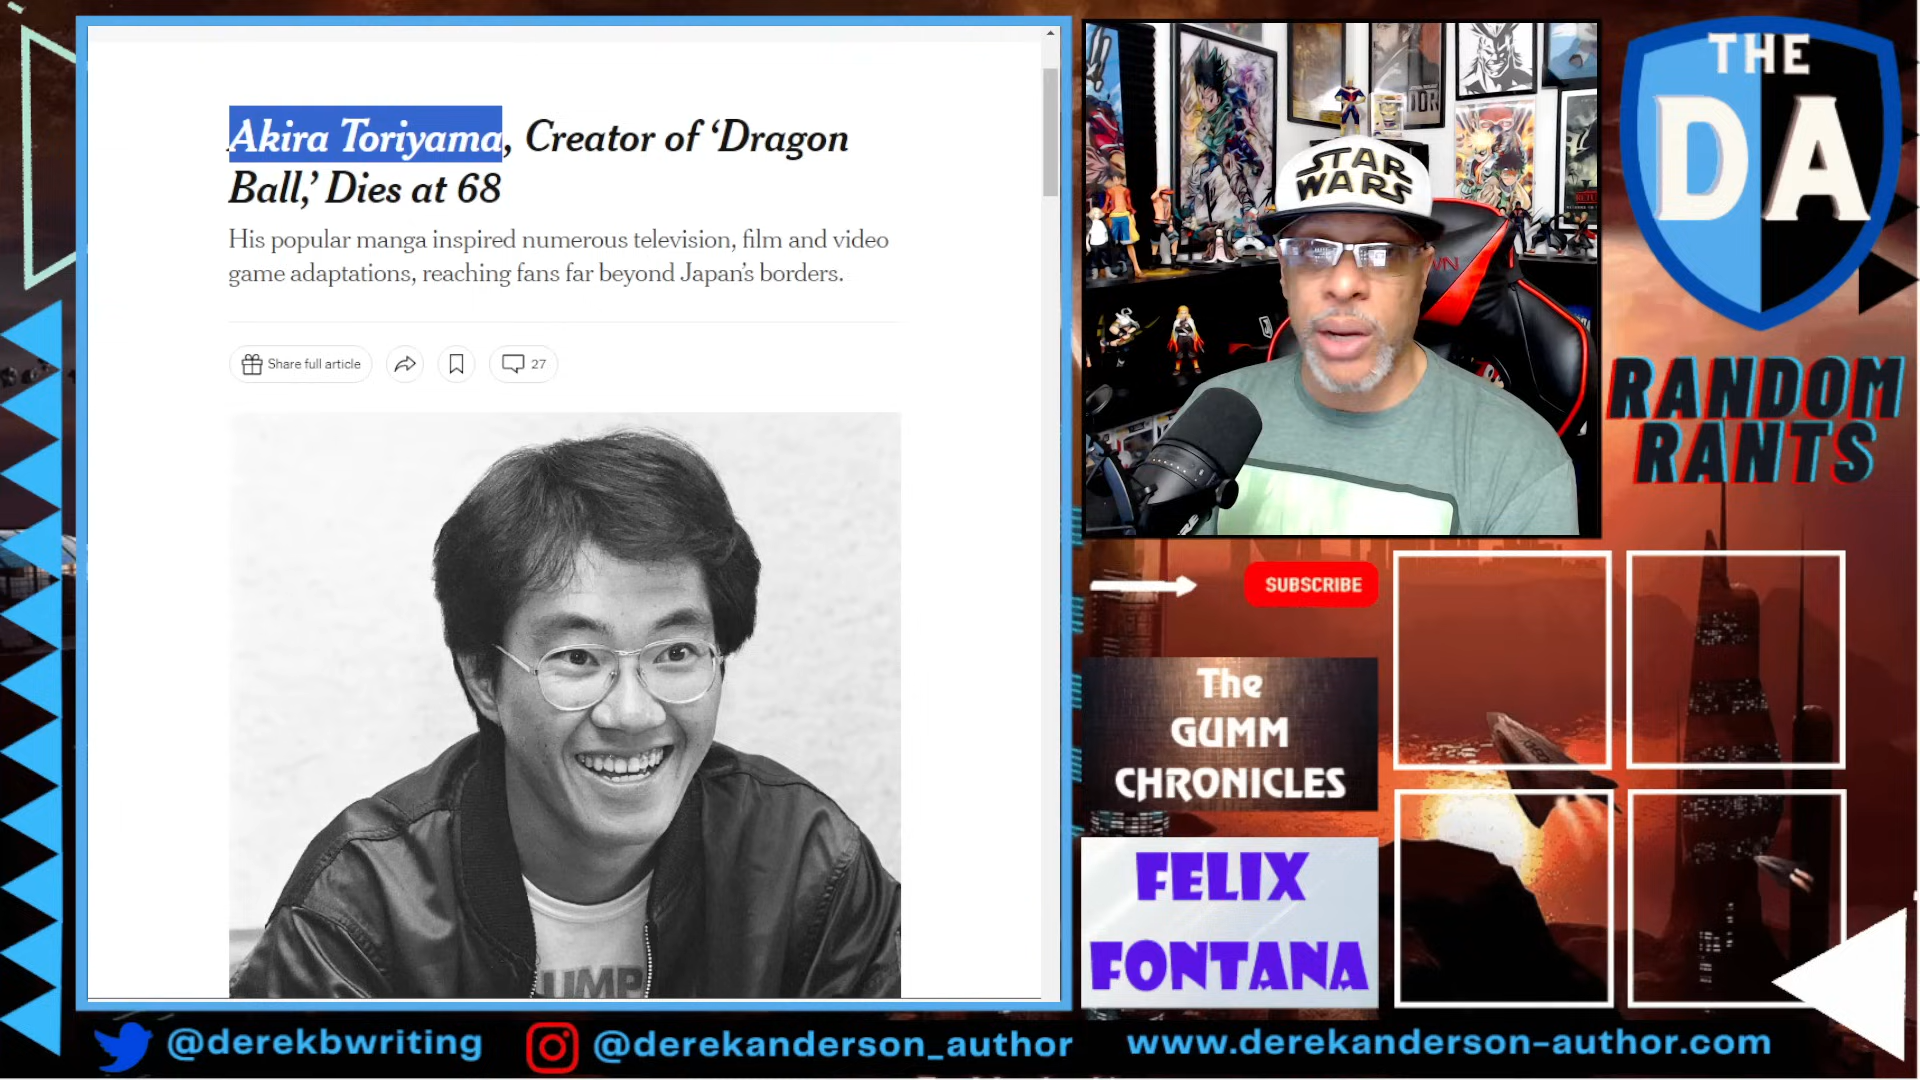 Akira Toriyama, Creator of ‘Dragon
Ball,’ Dies at 68
His popular manga inspired numerous television, film and video
game adaptations, reaching fans far beyond Japan’s borders.
Share full article
27
UMP
STAR
WARS
THE
DA
RANDOM
RANTS
SUBSCRIBE
The
GUMM
CHRONICLES
FELIX
FONTANA
@derekbwriting
@derekanderson_author
www.derekanderson-author.com